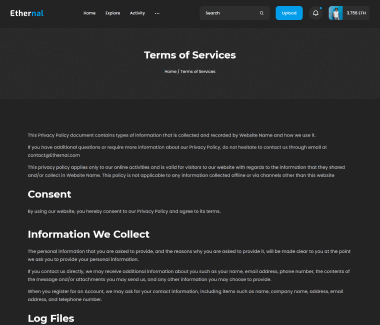 Ethernal
Home Explore Activity ··· Search Upload 3.755 LTH
Terms of Services
Home / Terms of Services
This Privacy Policy document contains types of information that is collected and recorded by Website Name and how we use it.
If you have additional questions or require more information about our Privacy Policy, do not hesitate to contact us through email at
contact@Ethernal.com
This privacy policy applies only to our online activities and is valid for visitors to our website with regards to the information that they shared
and/or collect in Website Name. This policy is not applicable to any information collected offline or via channels other than this website
Consent
By using our website, you hereby consent to our Privacy Policy and agree to its terms.
Information We Collect
The personal information that you are asked to provide, and the reasons why you are asked to provide it, will be made clear to you at the point
we ask you to provide your personal information.
If you contact us directly, we may receive additional information about you such as your name, email address, phone number, the contents of
the message and/or attachments you may send us, and any other information you may choose to provide.
When you register for an Account, we may ask for your contact information, including items such as name, company name, address, email
address, and telephone number.
Log Files